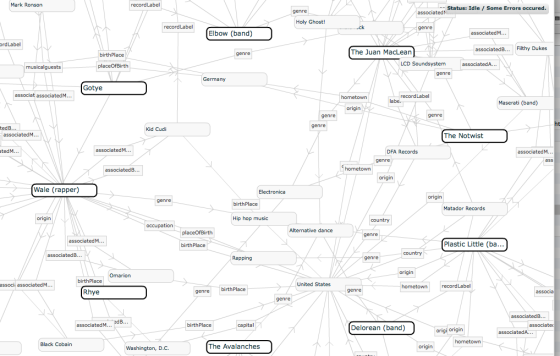 Mark Ronson
genre
Status: Idle / Some Errors occured.
recordLabel
Holy Ghost!
Elbow (band)
associatedM...
genre
associatedB...
Filthy Dukes
The Juan MacLean
birthPlace
genre
musicalguests
placeOfBirth
LCD Soundsystem
associatedA...
genre
Germany
Gotye
associatedM...
hometown
recordLabel
origin
Maserati (band)
genre
genre
Kid Cudi
associatedM...
The Notwist
associatedM...
DFA Records
associatedM...
genre
hometown
associatedB...
origin
Wale (rapper)
Electronica
origin
genre
birthPlace
Matador Records
origin
Hip hop music
country
occupation
placeOfBirth
Alternative dance
genre
associatedM...
birthPlace
Plastic Little (ba...
associatedB...
Rapping
genre
country
Omarion
origin
associatedM...
United States
Rhye
genre
birthPlace
genre
hometown
recordLabel
genre
associatedM...
birthPlace
capital
Delorean (band)
origin
associatedB...
associatedA...
Black Cobain
Washington, D.C.
The Avalanches
origin
hometown